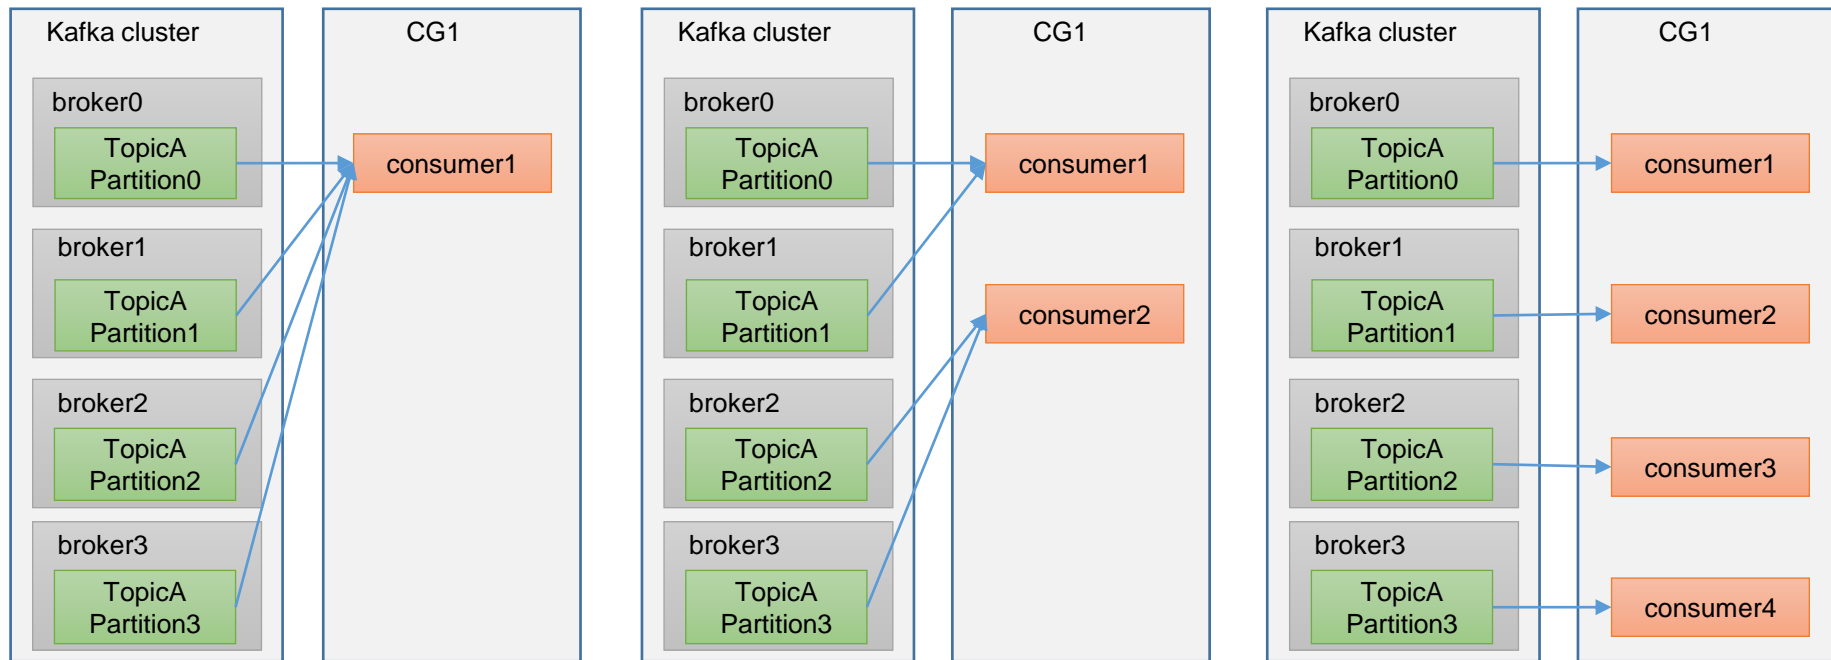 Kafka cluster
CG1
broker0
TopicA
Partition0
consumer1
broker1
TopicA
Partition1
broker2
TopicA
Partition2
broker3
TopicA
Partition3
Kafka cluster
CG1
broker0
TopicA
Partition0
consumer1
broker1
TopicA
Partition1
consumer2
broker2
TopicA
Partition2
broker3
TopicA
Partition3
Kafka cluster
CG1
broker0
TopicA
Partition0
consumer1
broker1
TopicA
Partition1
consumer2
broker2
TopicA
Partition2
consumer3
broker3
TopicA
Partition3
consumer4